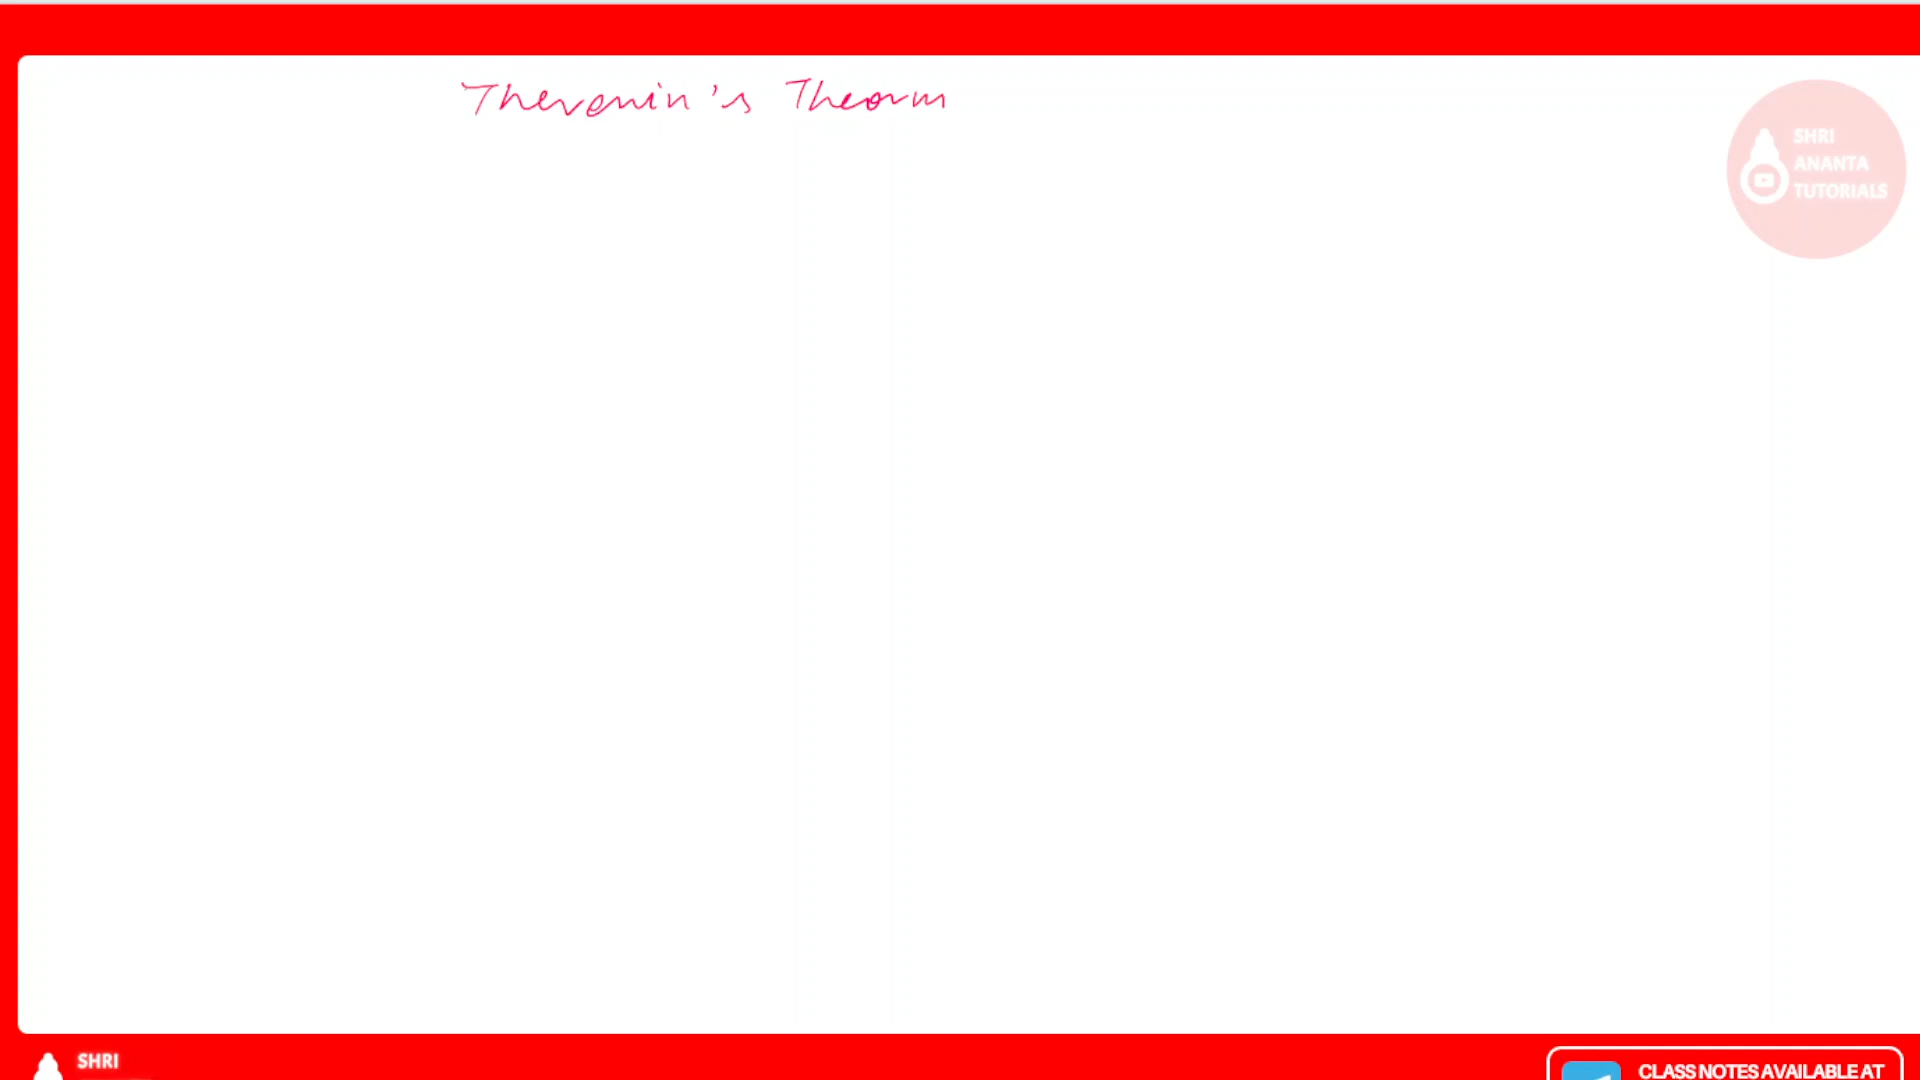 Thevenin's Theorm
SHRI
ANANTA
TUTORIALS
SHRI
CLASS NOTES AVAILABLE AT